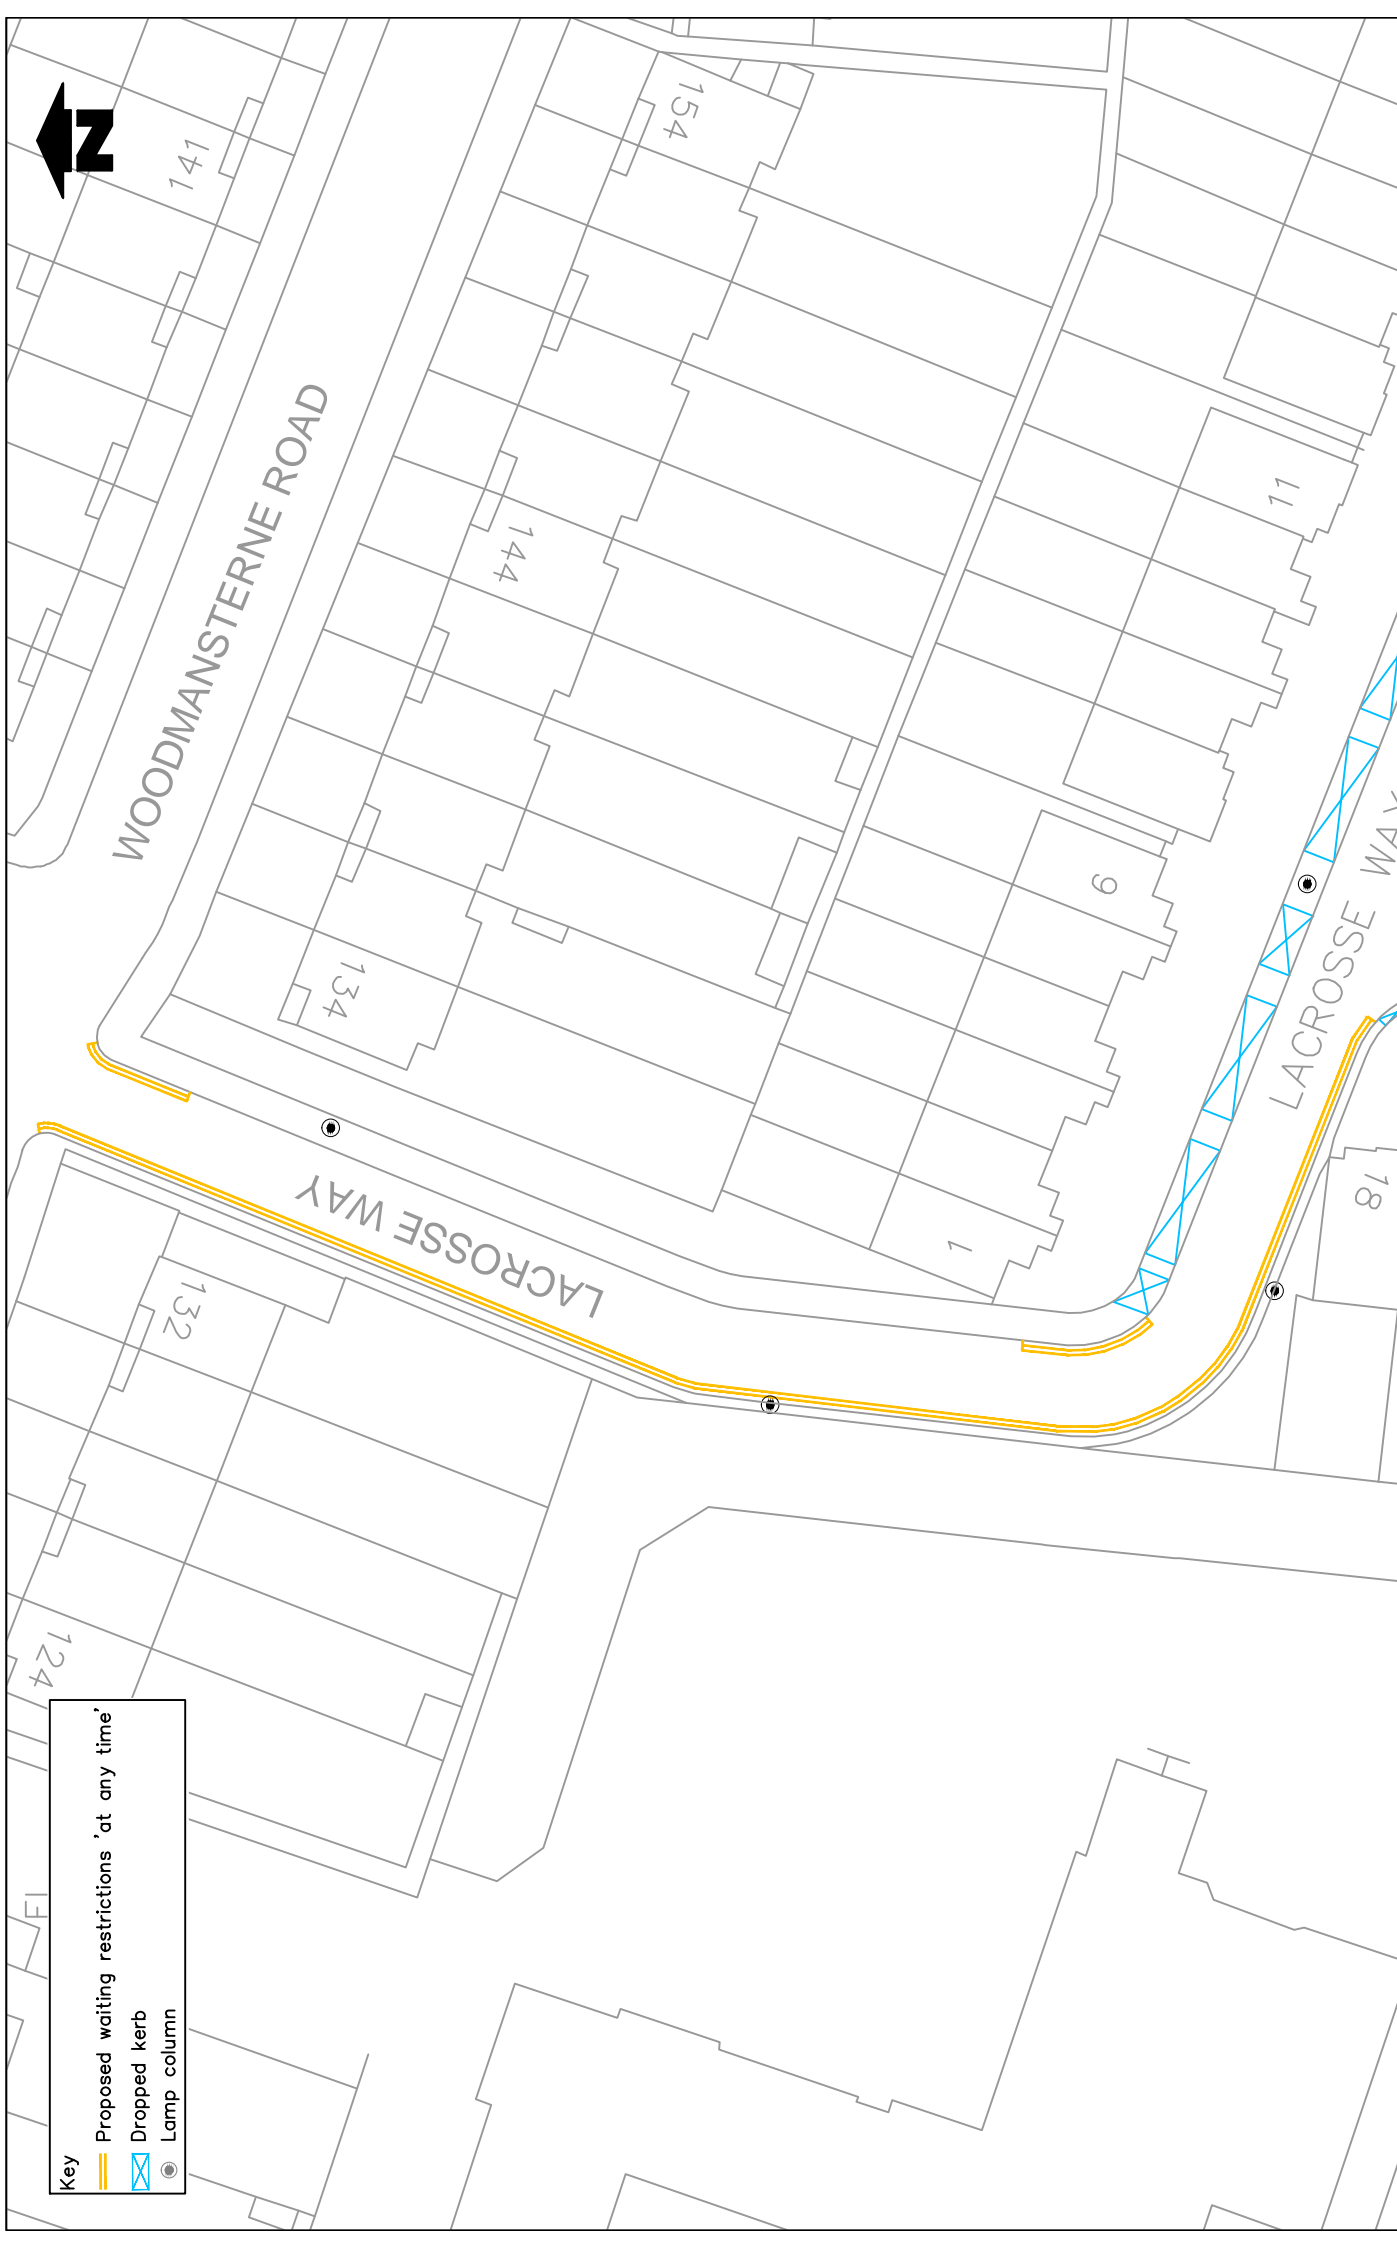 N
141
154
WOODMANSTERNE ROAD
144
11
9
134
LACROSSE WAY
LACROSSE WAY
18
1
132
124
FI
Key
Proposed waiting restrictions 'at any time'
Dropped kerb
Lamp column